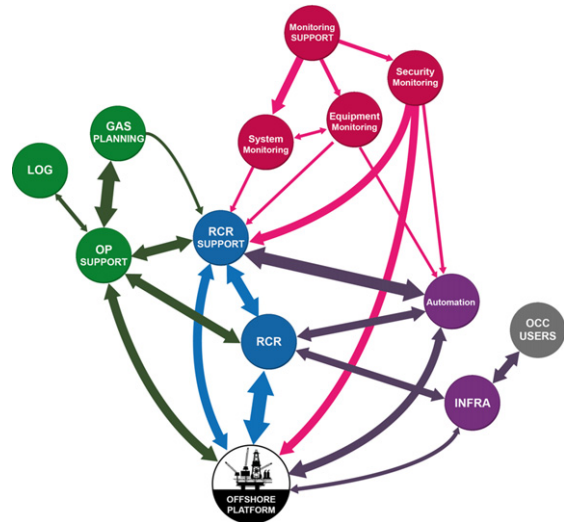 Monitoring
SUPPORT
Security
Monitoring
GAS
PLANNING
Equipment
Monitoring
System
Monitoring
LOG
RCR
SUPPORT
OP
SUPPORT
Automation
OCC
USERS
RCR
INFRA
OFFSHORE
PLATFORM